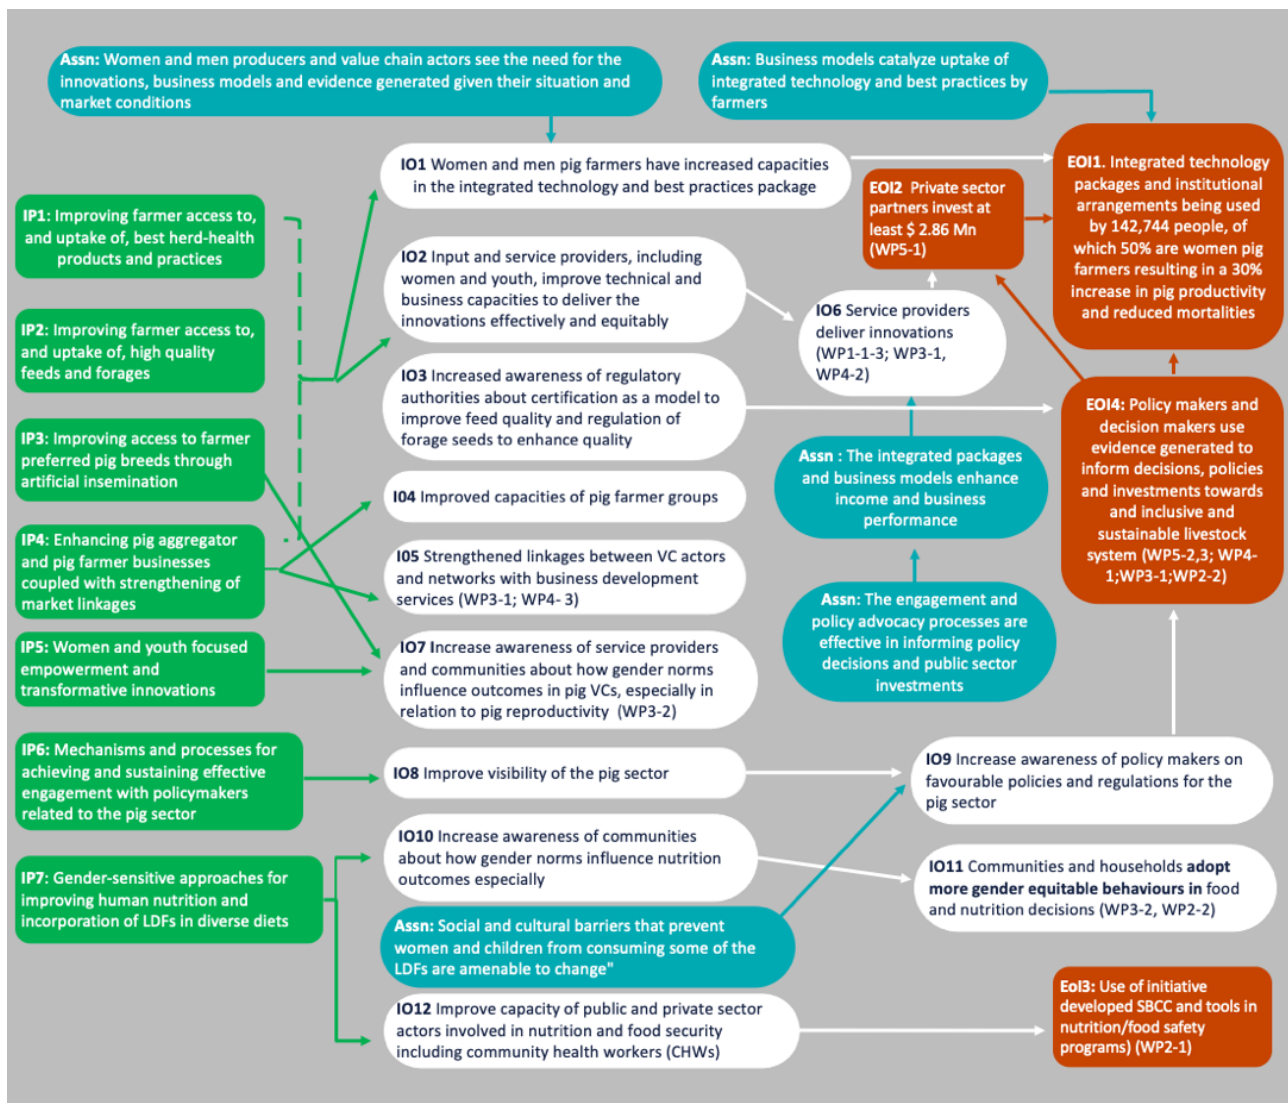 Assn: Women and men producers and value chain actors see the need for the
innovations, business models and evidence generated given their situation and
market conditions
Assn: Business models catalyze uptake of
integrated technology and best practices by
farmers
IP1: Improving farmer access to,
and uptake of, best herd-health
products and practices
IP2: Improving farmer access to,
and uptake of, high quality
feeds and forages
IP3: Improving access to farmer
preferred pig breeds through
artificial insemination
IP4: Enhancing pig aggregator
and pig farmer businesses
coupled with strengthening of
market linkages
IP5: Women and youth focused
empowerment and
transformative innovations
IP6: Mechanisms and processes for
achieving and sustaining effective
engagement with policymakers
related to the pig sector
IP7: Gender-sensitive approaches for
improving human nutrition and
incorporation of LDFs in diverse diets
IO1 Women and men pig farmers have increased capacities
in the integrated technology and best practices package
IO2 Input and service providers, including
women and youth, improve technical and
business capacities to deliver the
innovations effectively and equitably
IO3 Increased awareness of regulatory
authorities about certification as a model to
improve feed quality and regulation of
forage seeds to enhance quality
I04 Improved capacities of pig farmer groups
I05 Strengthened linkages between VC actors
and networks with business development
services (WP3-1; WP4- 3)
IO7 Increase awareness of service providers
and communities about how gender norms
influence outcomes in pig VCs, especially in
relation to pig reproductivity  (WP3-2)
IO8 Improve visibility of the pig sector
IO10 Increase awareness of communities
about how gender norms influence nutrition
outcomes especially
Assn: Social and cultural barriers that prevent
women and children from consuming some of the
LDFs are amenable to change"
IO12 Improve capacity of public and private sector
actors involved in nutrition and food security
including community health workers (CHWs)
EOI2  Private sector
partners invest at
least $ 2.86 Mn
(WP5-1)
IO6 Service providers
deliver innovations
(WP1-1-3; WP3-1,
WP4-2)
Assn : The integrated packages
and business models enhance
income and business
performance
Assn: The engagement and
policy advocacy processes are
effective in informing policy
decisions and public sector
investments
IO9 Increase awareness of policy makers on
favourable policies and regulations for the
pig sector
IO11 Communities and households adopt
more gender equitable behaviours in food
and nutrition decisions (WP3-2, WP2-2)
EOI1. Integrated technology
packages and institutional
arrangements being used
by 142,744 people, of
which 50% are women pig
farmers resulting in a 30%
increase in pig productivity
and reduced mortalities
EOI4: Policy makers and
decision makers use
evidence generated to
inform decisions, policies
and investments towards
and inclusive and
sustainable livestock
system (WP5-2,3; WP4-
1;WP3-1;WP2-2)
EoI3: Use of initiative
developed SBCC and tools in
nutrition/food safety
programs) (WP2-1)